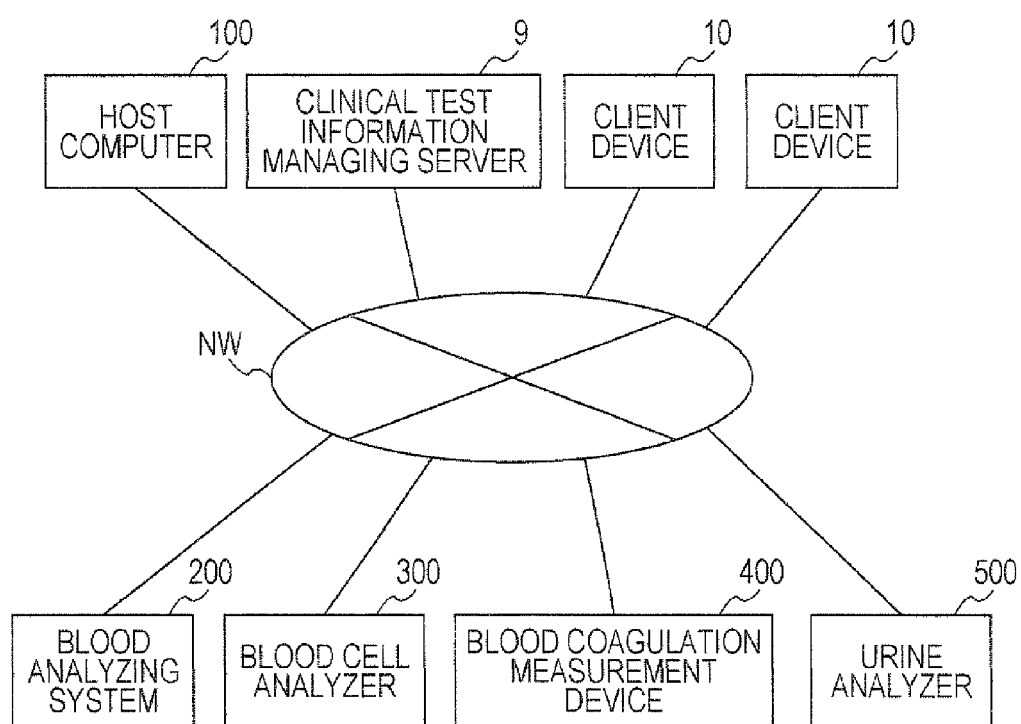 100
9
10
10
HOST
COMPUTER
CLINICAL TEST
INFORMATION
MANAGING SERVER
CLIENT
DEVICE
CLIENT
DEVICE
NW
200
300
400
500
BLOOD
ANALYZING
SYSTEM
BLOOD CELL
ANALYZER
BLOOD COAGULATION
MEASUREMENT
DEVICE
URINE
ANALYZER